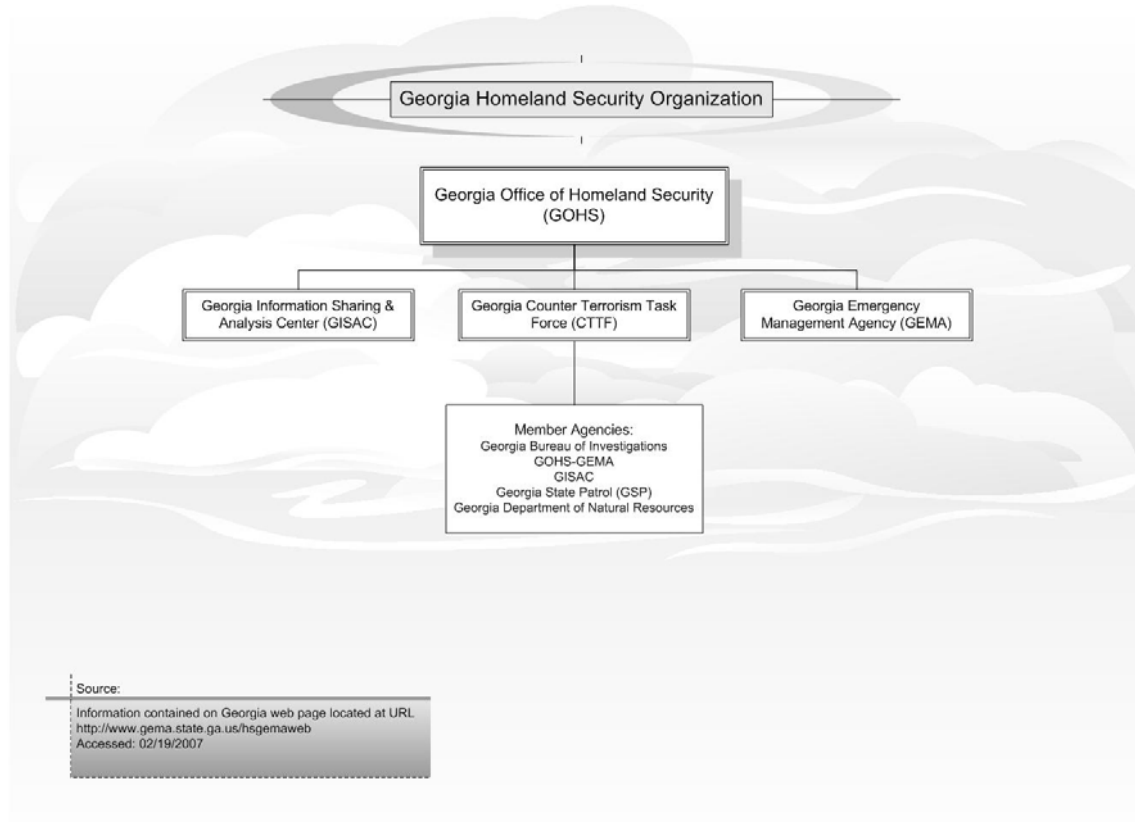 Georgia Homeland Security Organization
Georgia Office of Homeland Security
(GOHS)
Georgia Information Sharing &
Analysis Center (GISAC)
Georgia Counter Terrorism Task
Force (CTTF)
Georgia Emergency
Management Agency (GEMA)
Member Agencies:
Georgia Bureau of Investigations
GOHS-GEMA
GISAC
Georgia State Patrol (GSP)
Georgia Department of Natural Resources
Source:
Information contained on Georgia web page located at URL
http://www.gema.state.ga.us/hsgemaweb
Accessed: 02/19/2007